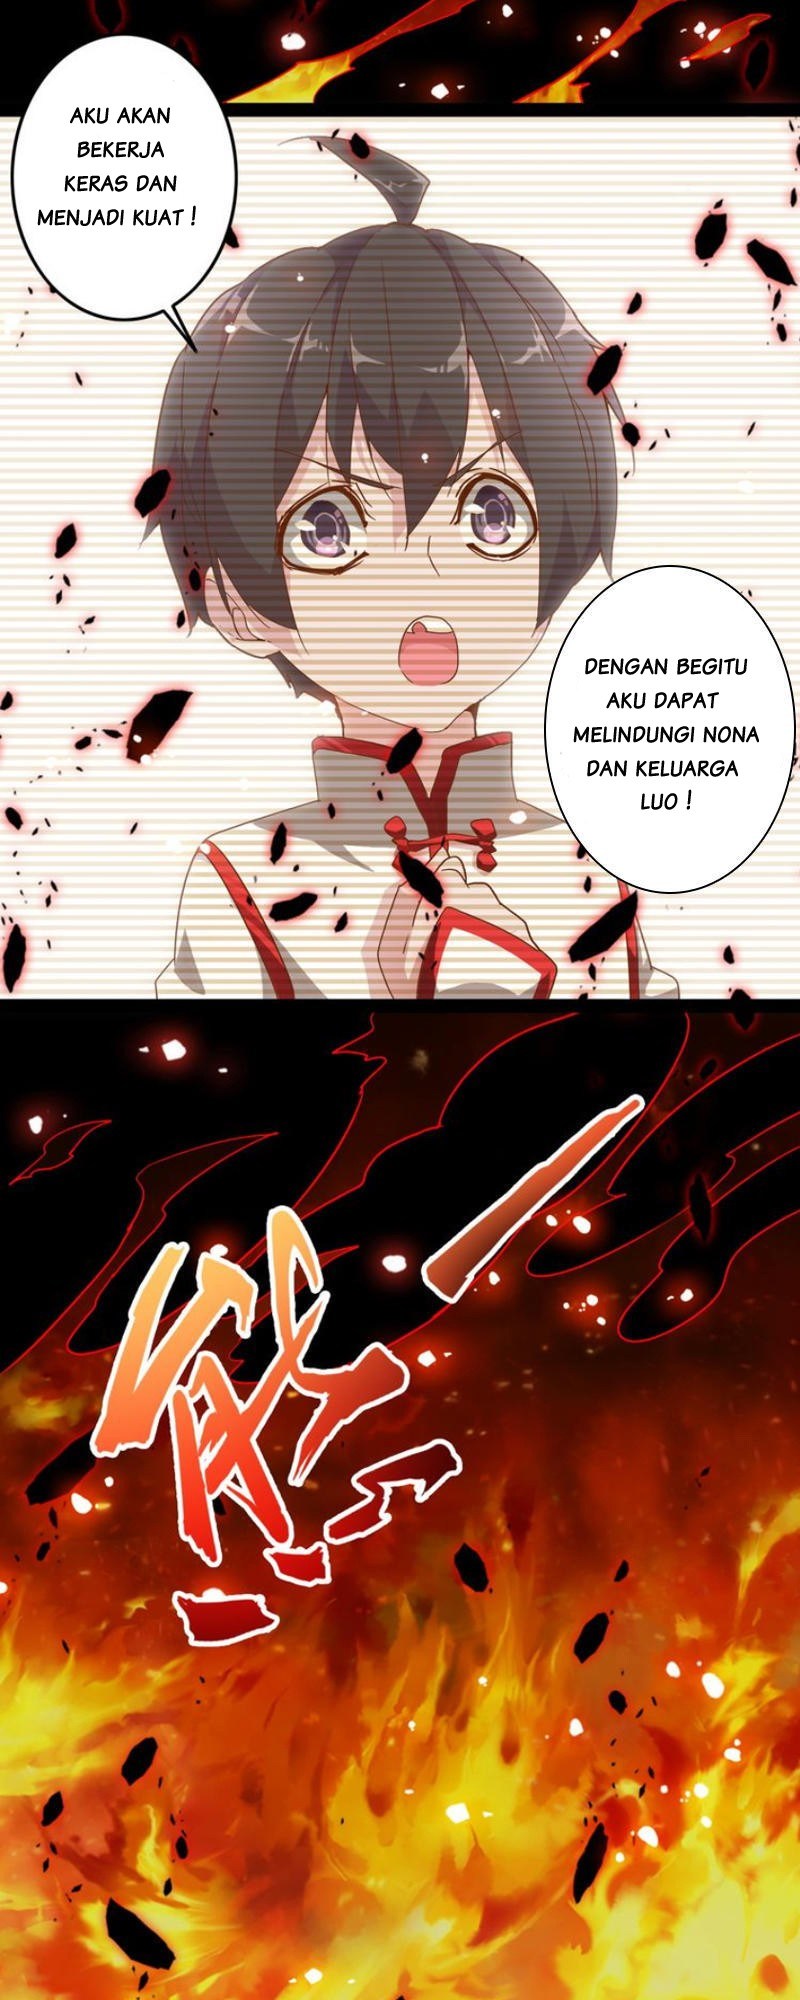 AKU AKAN
BEKERJA
KERAS DAN
MENJADI KUAT !
DENGAN BEGITU
AKU DAPAT
MELINDUNGI NONA
DAN KELUARGA
LUO !